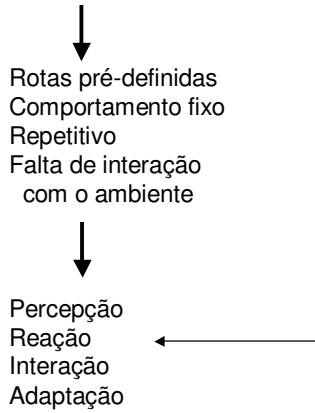 Rotas pré-definidas
Comportamento fixo
Repetitivo
Falta de interação
com o ambiente
Percepção
Reação
Interação
Adaptação